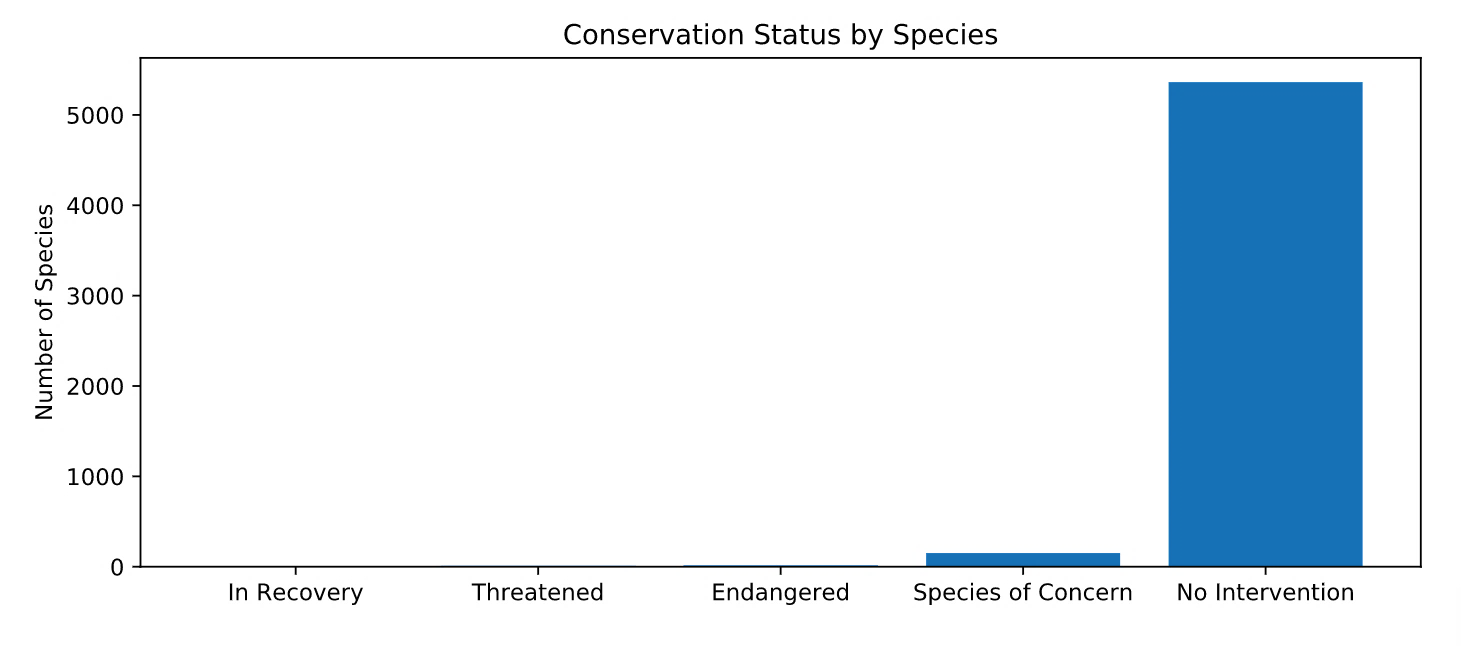 Conservation Status by Species
Number of Species
5000
4000
3000
2000
1000
0
In Recovery
Threatened
Endangered
Species of Concern
No Intervention